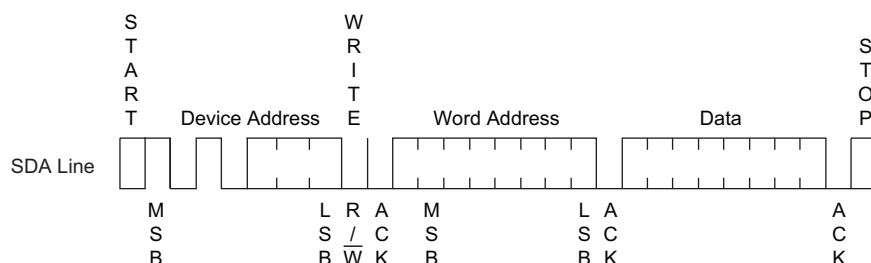 START
WRITE
STOP
Device Address
Word Address
Data
SDA Line
MSB
LSB
R/W
ACK
MSB
LSB
ACK
ACK